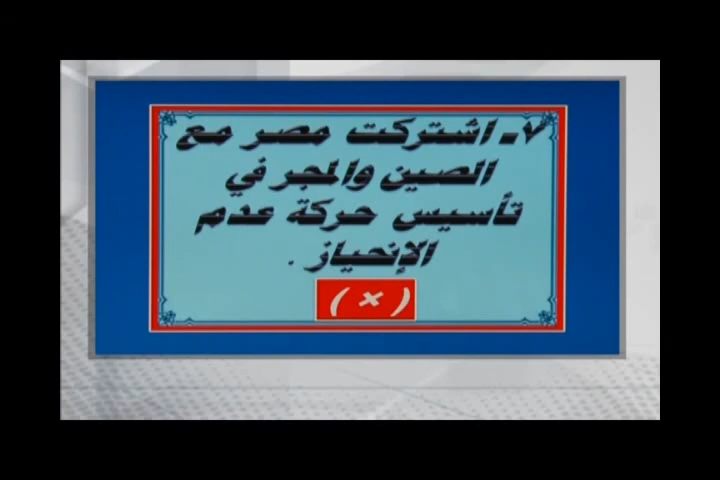 ٧- اشتركت مصر مع
الصين والمجر في
تأسيس حركة عدم
الإنحياز .
( × )